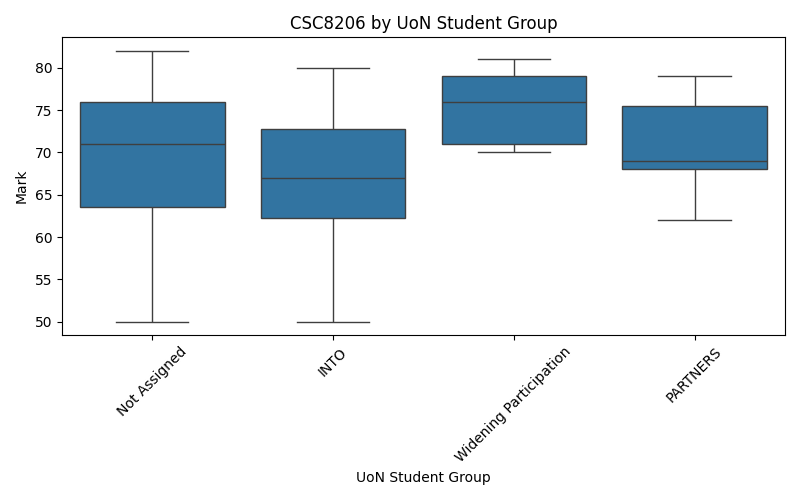 CSC8206 by UoN Student Group
Mark
80
75
70
65
60
55
50
Not Assigned
INTO
Widening Participation
PARTNERS
UoN Student Group